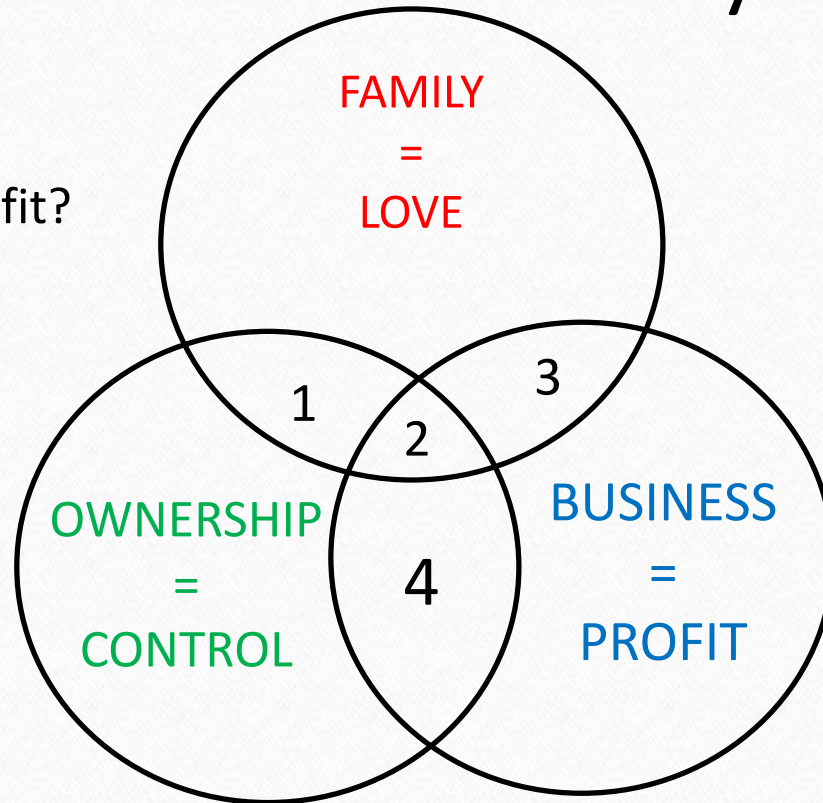 FAMILY
=
LOVE
fit?
1
3
2
OWNERSHIP
=
CONTROL
4
BUSINESS
=
PROFIT